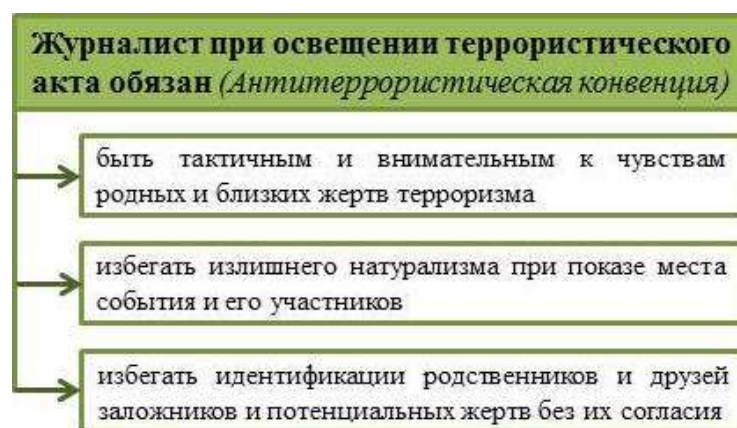 Журналист при освещении террористического
акта обязан (Антитеррористическая конвенция)
быть тактичным и внимательным к чувствам
родных и близких жертв терроризма
избегать излишнего натурализма при показе места
события и его участников
избегать идентификации родственников и друзей
заложников и потенциальных жертв без их согласия